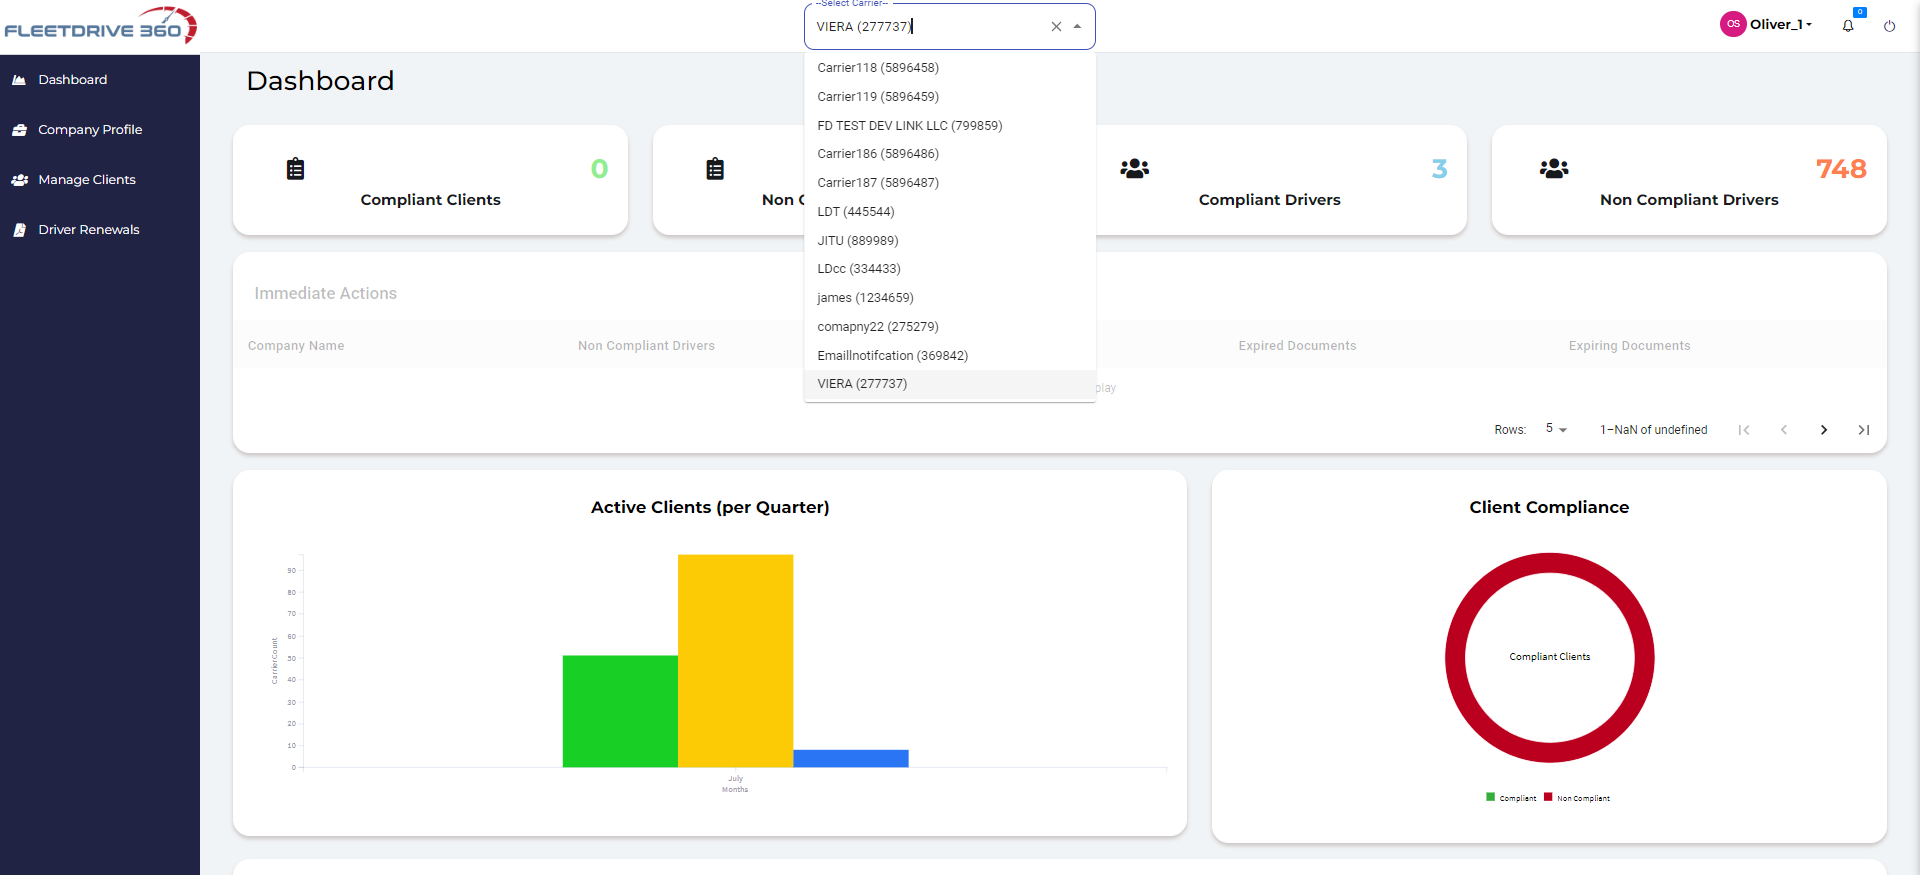 FLEETDRIVE 360
--Select Carrier--
VIERA (277737)
OS
Oliver_1
0
Dashboard
Company Profile
Manage Clients
Driver Renewals
Dashboard
Carrier118 (5896458)
Carrier119 (5896459)
FD TEST DEV LINK LLC (799859)
Carrier186 (5896486)
Carrier187 (5896487)
LDT (445544)
JITU (889989)
LDcc (334433)
james (1234659)
comapny22 (275279)
Emaillnotifcation (369842)
VIERA (277737)
0
Compliant Clients
Non
3
Compliant Drivers
748
Non Compliant Drivers
Immediate Actions
Company Name
Non Compliant Drivers
Expired Documents
Expiring Documents
play
Rows:
5
1–NaN of undefined
Active Clients (per Quarter)
90
80
70
60
50
40
30
20
10
0
CarrierCount
July
Months
Client Compliance
Compliant Clients
Compliant
Non Compliant